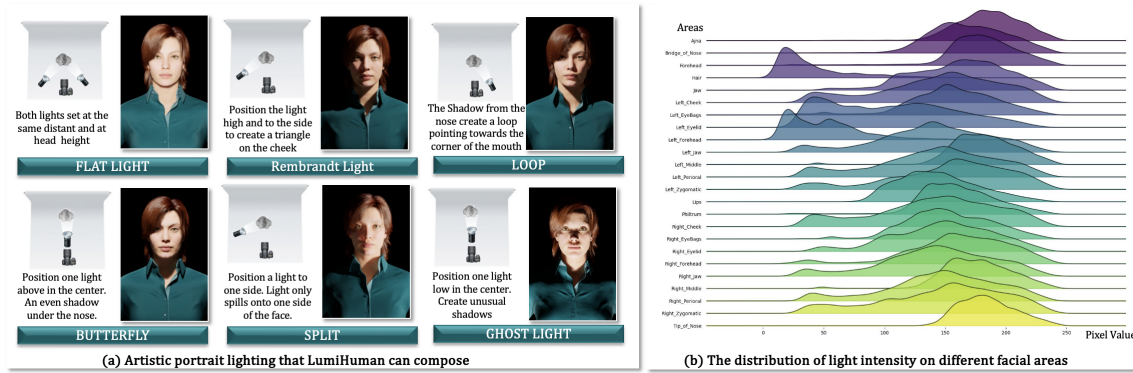 Both lights set at the
same distant and at
head height
FLAT LIGHT
Position the light
high and to the side
to create a triangle
on the cheek
Rembrandt Light
The Shadow from the
nose create a loop
pointing towards the
corner of the mouth
LOOP
Position one light
above in the center.
An even shadow
under the nose.
BUTTERFLY
Position a light to
one side. Light only
spills onto one side
of the face.
SPLIT
Position one light
low in the center.
Create unusual
shadows
GHOST LIGHT
(a) Artistic portrait lighting that LumiHuman can compose
Areas
Ajna
Bridge_of_Nose
Forehead
Hair
Jaw
Left_Cheek
Left_EyeBags
Left_EyeLid
Left_Forehead
Left_Jaw
Left_Middle
Left_Perioral
Left_Zygomatic
Lips
Philtrum
Right_Cheek
Right_EyeBags
Right_Eyelid
Right_Forehead
Right_Jaw
Right_Middle
Right_Perioral
Right_Zygomatic
Tip_of_Nose
0 50 100 150 200 250
Pixel Value
(b) The distribution of light intensity on different facial areas